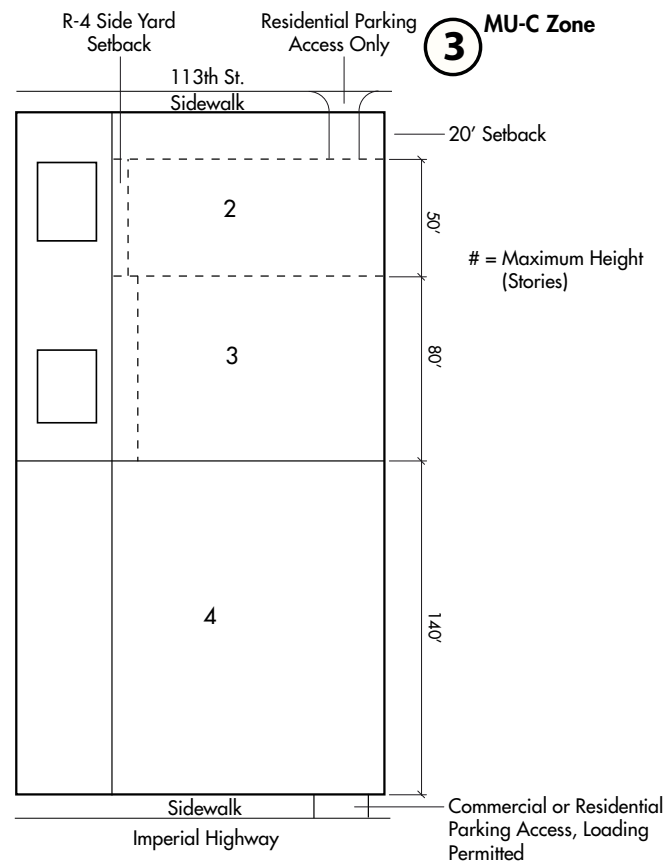 R-4 Side Yard
Setback
Residential Parking
Access Only
3
MU-C Zone
113th St.
Sidewalk
20' Setback
2
50'
# = Maximum Height
(Stories)
3
80'
4
140'
Sidewalk
Imperial Highway
Commercial or Residential
Parking Access, Loading
Permitted